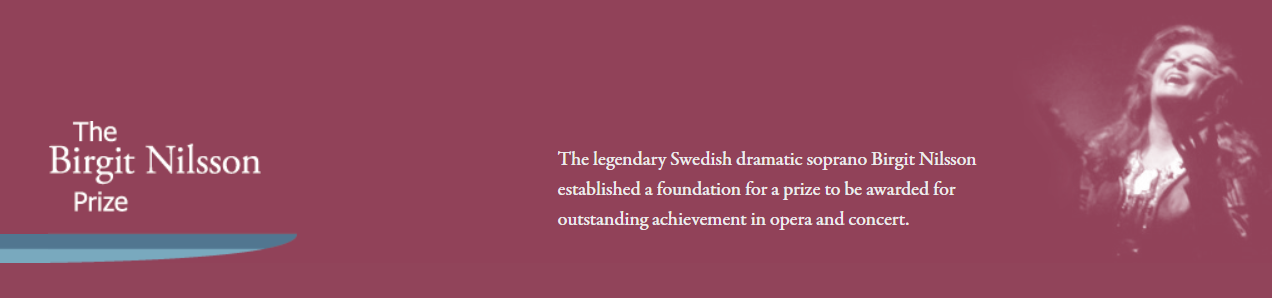 The
Birgit Nilsson
Prize
The legendary Swedish dramatic soprano Birgit Nilsson
established a foundation for a prize to be awarded for
outstanding achievement in opera and concert.